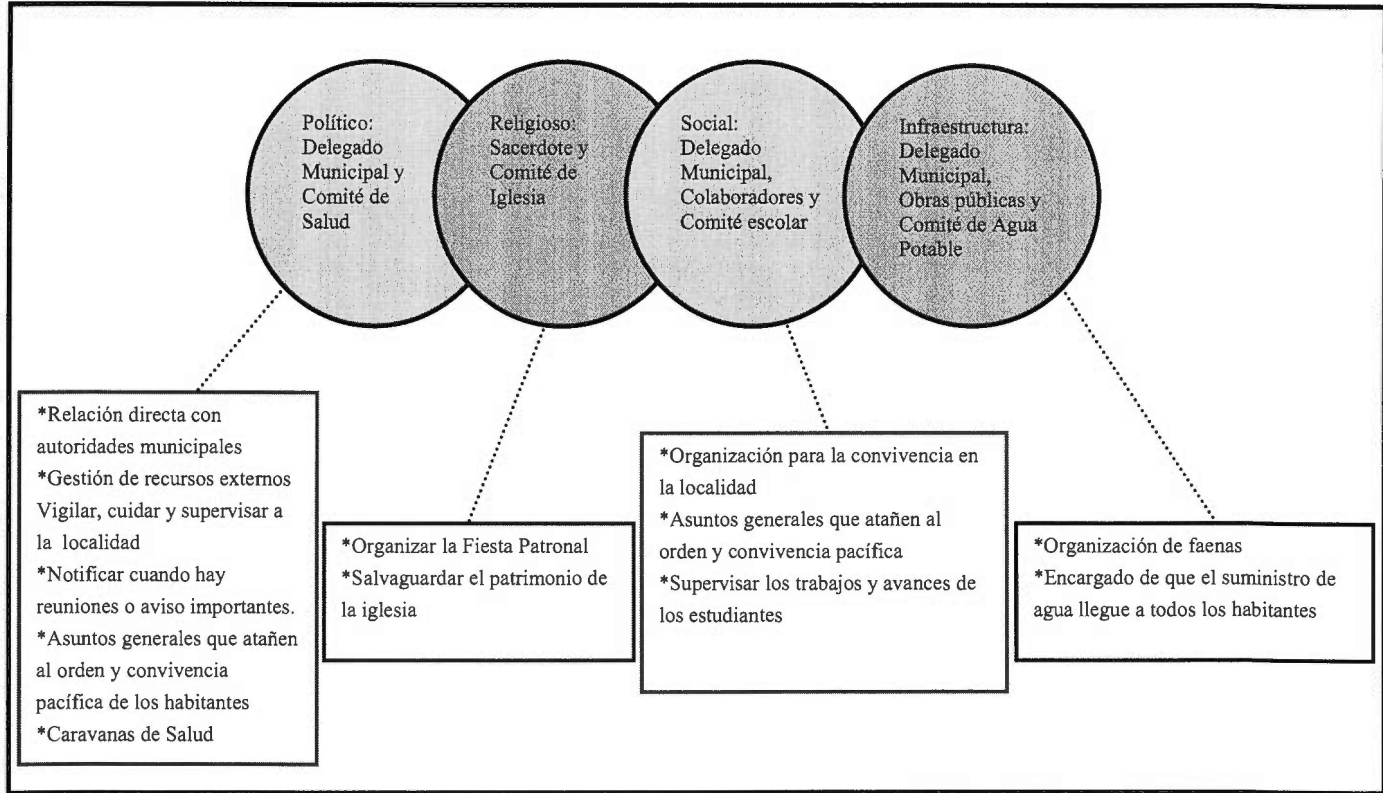 Político:
Delegado
Municipal y
Comité de
Salud
Religioso:
Sacerdote y
Comité de
Iglesia
Social:
Delegado
Municipal,
Colaboradores y
Comité escolar
Infraestructura:
Delegado
Municipal,
Obras públicas y
Comité de Agua
Potable
*Relación directa con
autoridades municipales
*Gestión de recursos externos
Vigilar, cuidar y supervisar a
la localidad
*Notificar cuando hay
reuniones o aviso importantes.
*Asuntos generales que atañen
al orden y convivencia
pacífica de los habitantes
*Caravanas de Salud
*Organizar la Fiesta Patronal
*Salvaguardar el patrimonio de
la iglesia
*Organización para la convivencia en
la localidad
*Asuntos generales que atañen al
orden y convivencia pacífica
*Supervisar los trabajos y avances de
los estudiantes
*Organización de faenas
*Encargado de que el suministro de
agua llegue a todos los habitantes